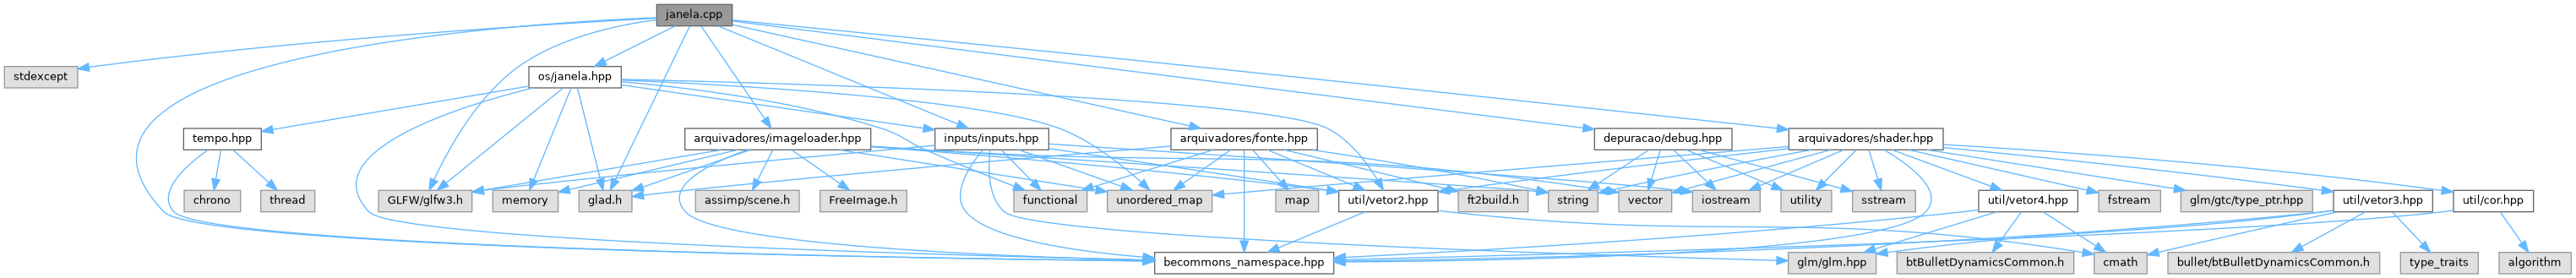 janela.cpp
stdexcept
os/janela.hpp
tempo.hpp
arquivadores/imageloader.hpp
inputs/inputs.hpp
arquivadores/fonte.hpp
depuracao/debug.hpp
arquivadores/shader.hpp
chrono
thread
GLFW/glfw3.h
memory
glad.h
assimp/scene.h
FreeImage.h
functional
unordered_map
map
util/vetor2.hpp
ft2build.h
string
vector
iostream
utility
sstream
util/vetor4.hpp
fstream
glm/gtc/type_ptr.hpp
util/vetor3.hpp
util/cor.hpp
becommons_namespace.hpp
glm/glm.hpp
btBulletDynamicsCommon.h
cmath
bullet/btBulletDynamicsCommon.h
type_traits
algorithm